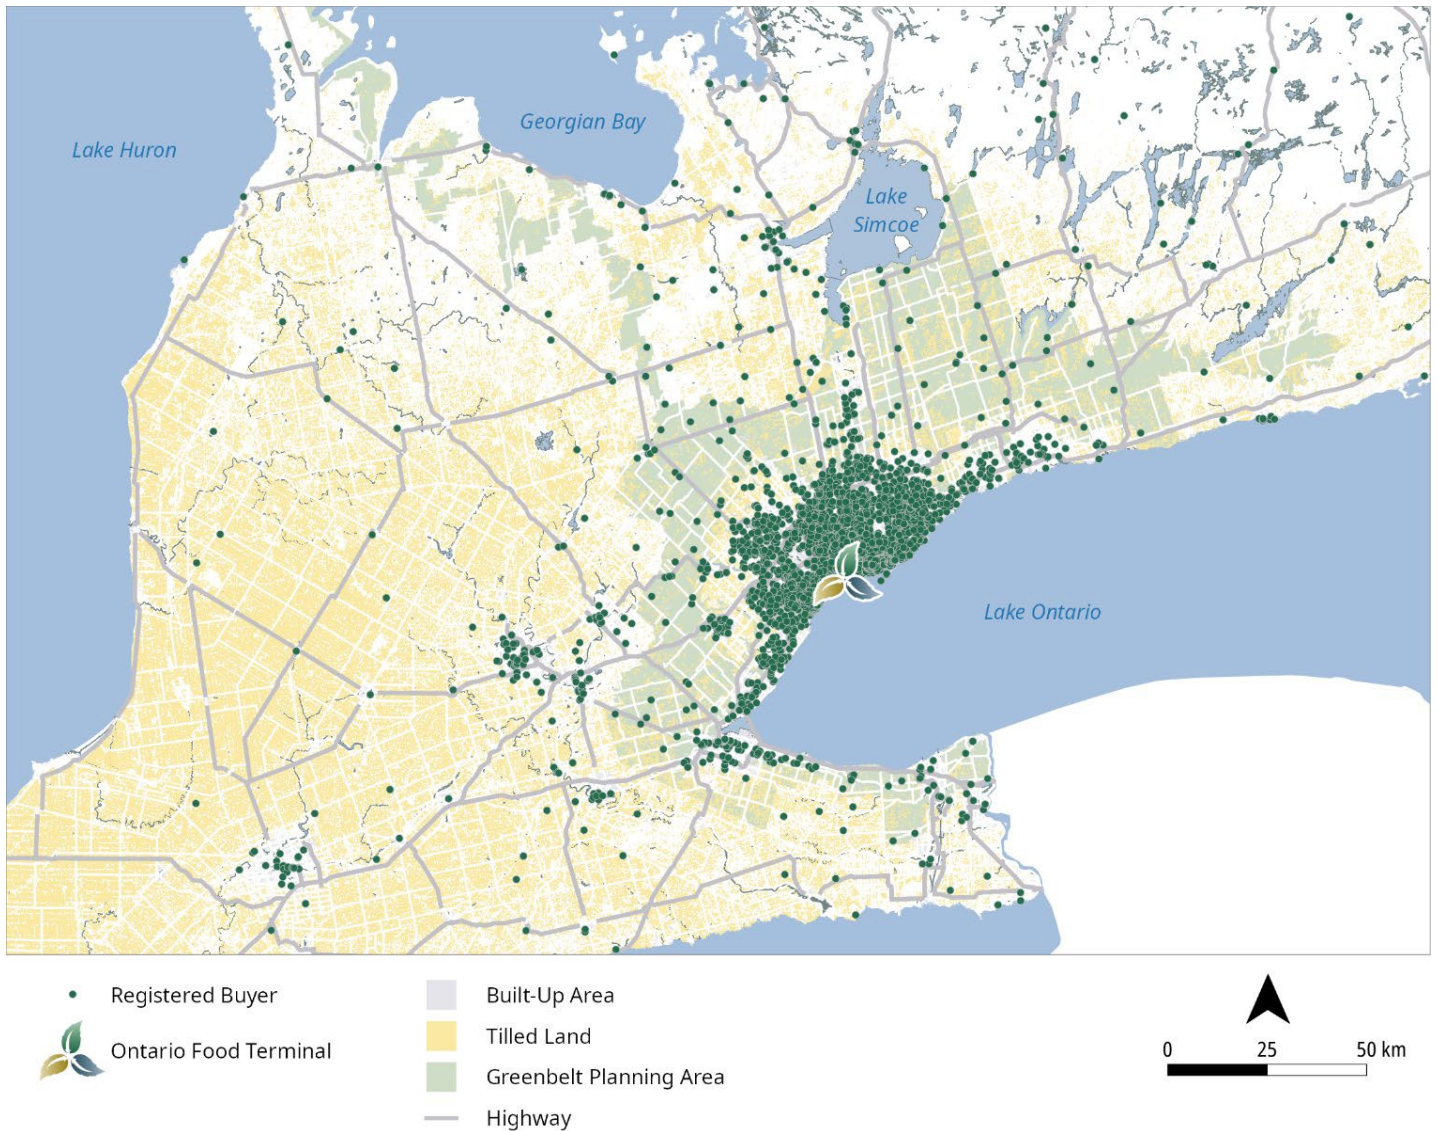 Georgian Bay
Lake Huron
Lake
Simcoe
Lake Ontario
Registered Buyer
Ontario Food Terminal
Built-Up Area
Tilled Land
Greenbelt Planning Area
Highway
0 25 50 km